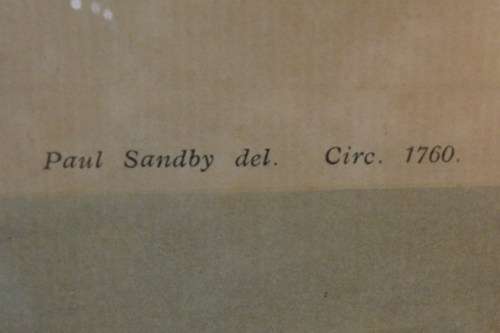 Paul Sandby del. Circ. 1760.